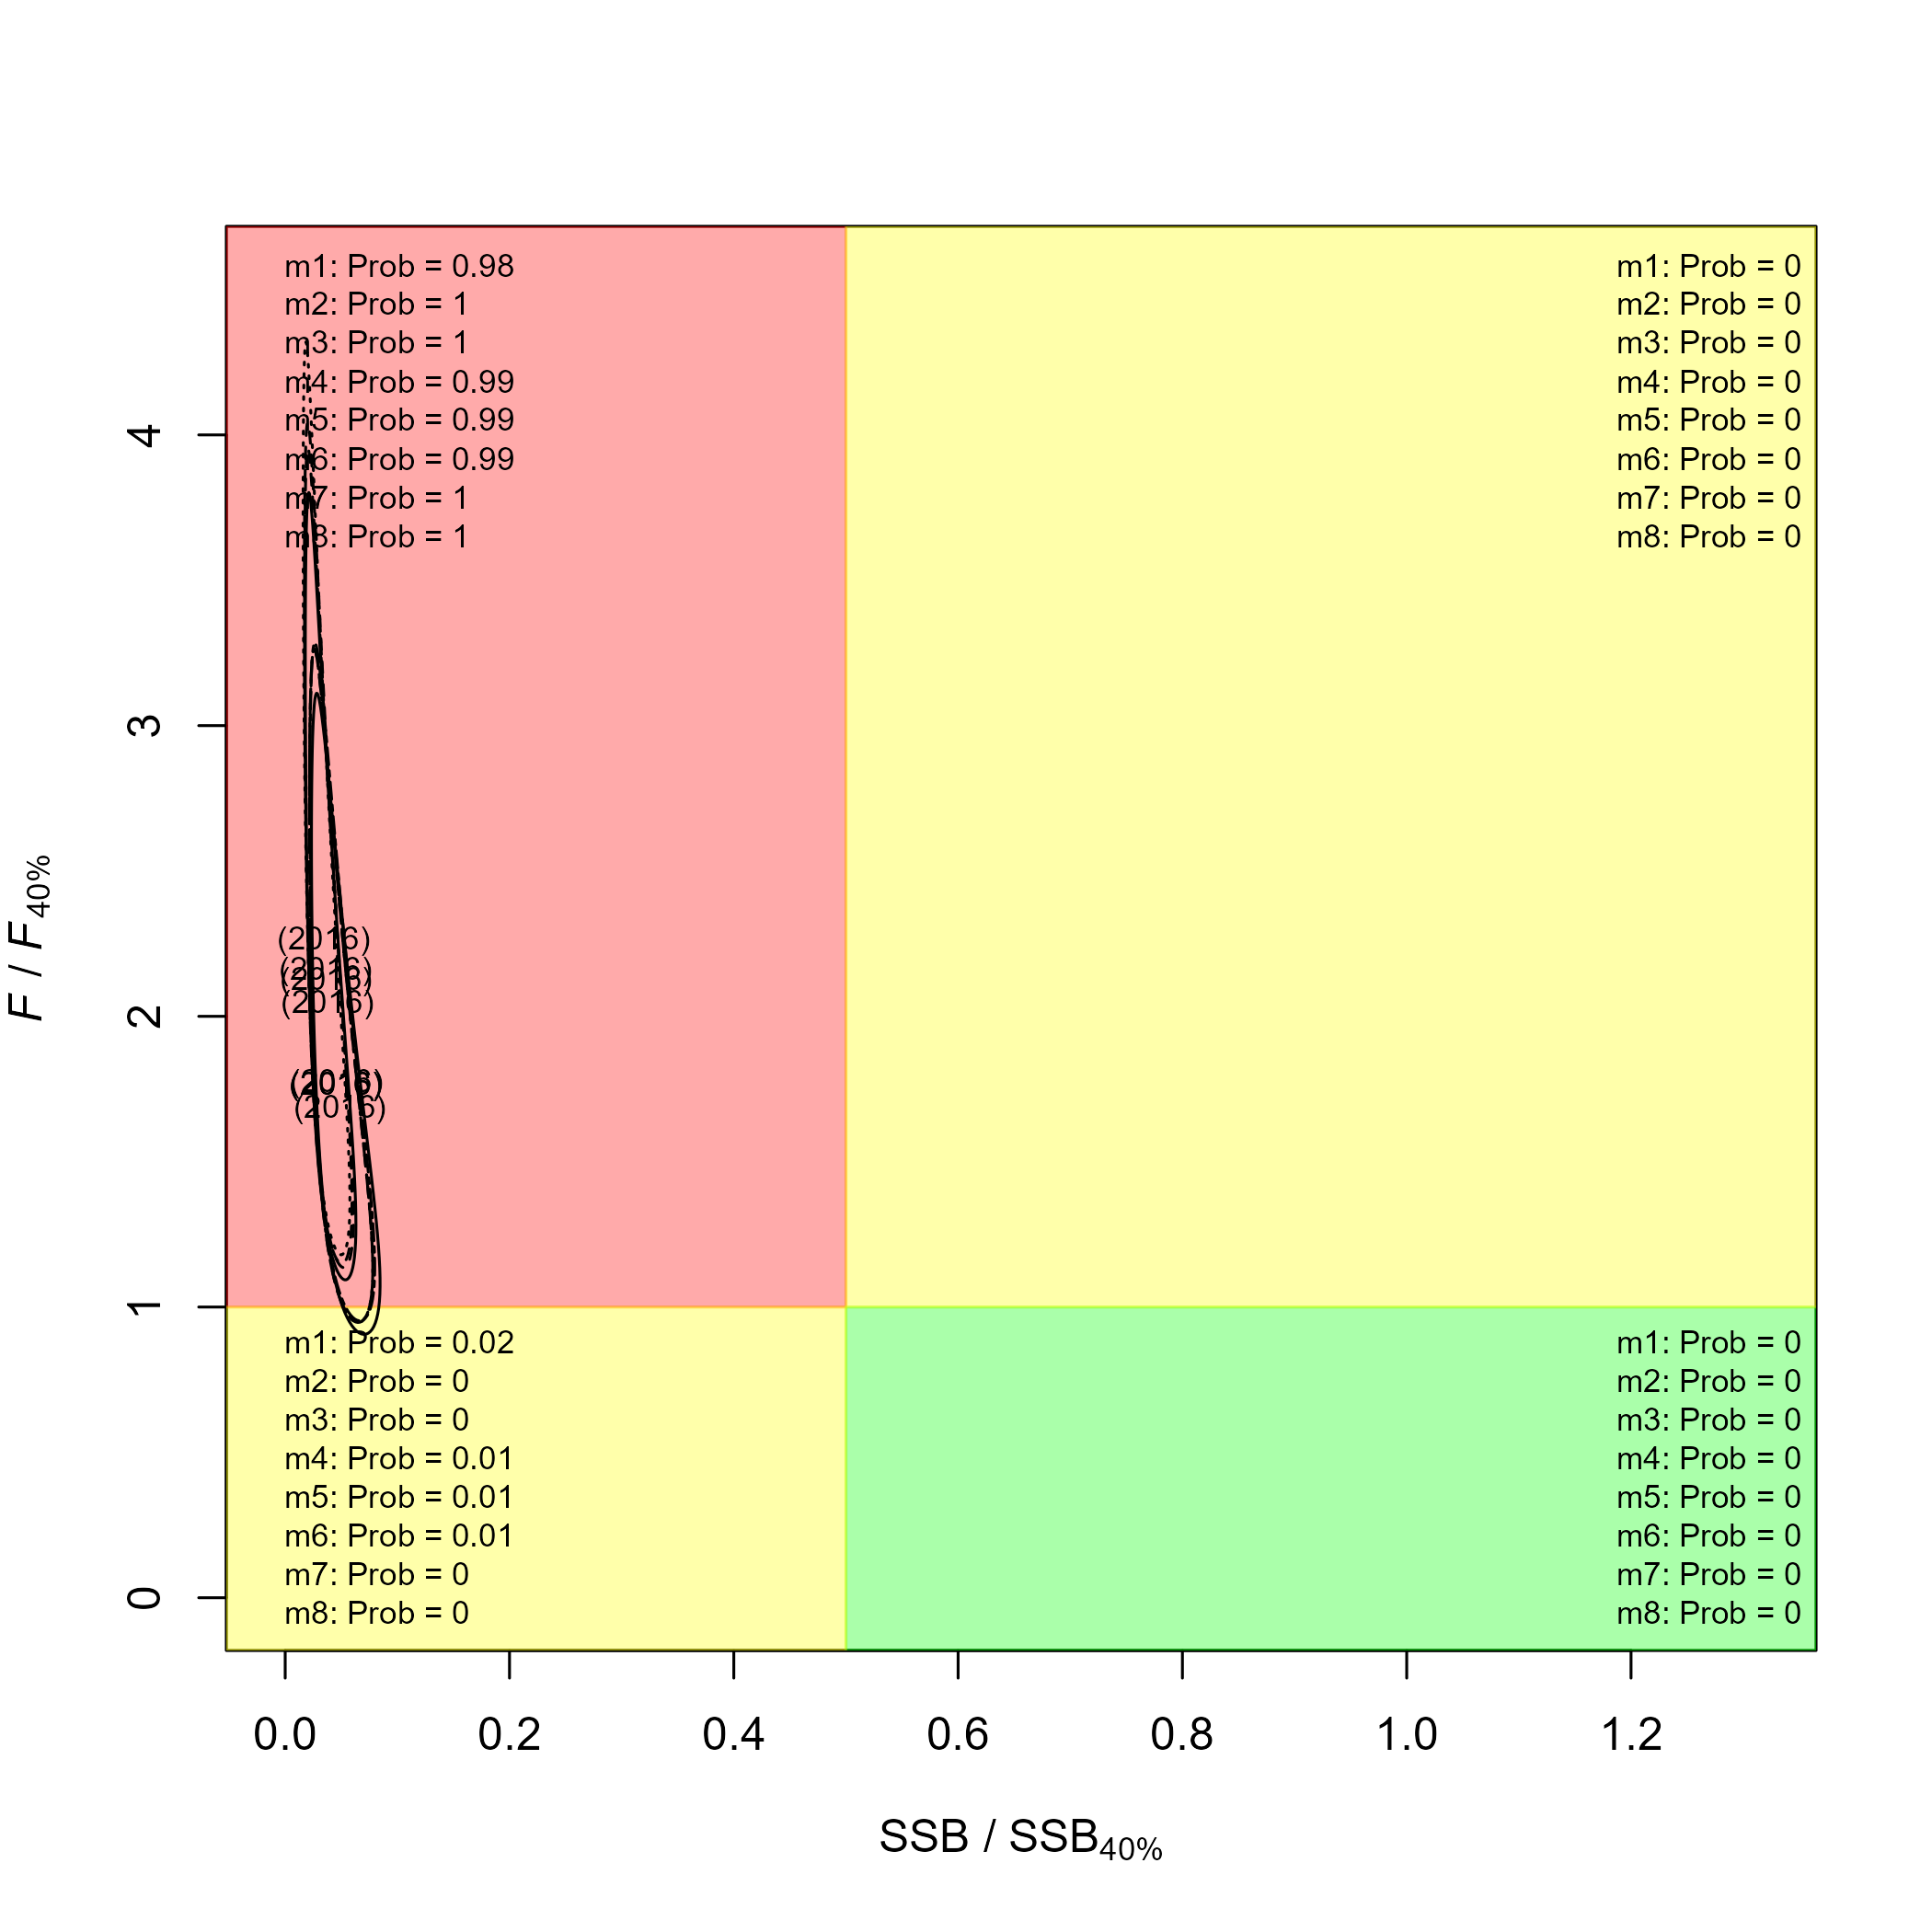 m1: Prob = 0.98
m2: Prob = 1
m3: Prob = 1
m4: Prob = 0.99
m5: Prob = 0.99
m6: Prob = 0.99
m7: Prob = 1
m8: Prob = 1
m1: Prob = 0
m2: Prob = 0
m3: Prob = 0
m4: Prob = 0
m5: Prob = 0
m6: Prob = 0
m7: Prob = 0
m8: Prob = 0
4
3
2
1
0
F / F40%
(2016)
(2016)
(2016)
(2016)
(2016)
(2016)
m1: Prob = 0.02
m2: Prob = 0
m3: Prob = 0
m4: Prob = 0.01
m5: Prob = 0.01
m6: Prob = 0.01
m7: Prob = 0
m8: Prob = 0
m1: Prob = 0
m2: Prob = 0
m3: Prob = 0
m4: Prob = 0
m5: Prob = 0
m6: Prob = 0
m7: Prob = 0
m8: Prob = 0
0.0 0.2 0.4 0.6 0.8 1.0 1.2
SSB / SSB40%